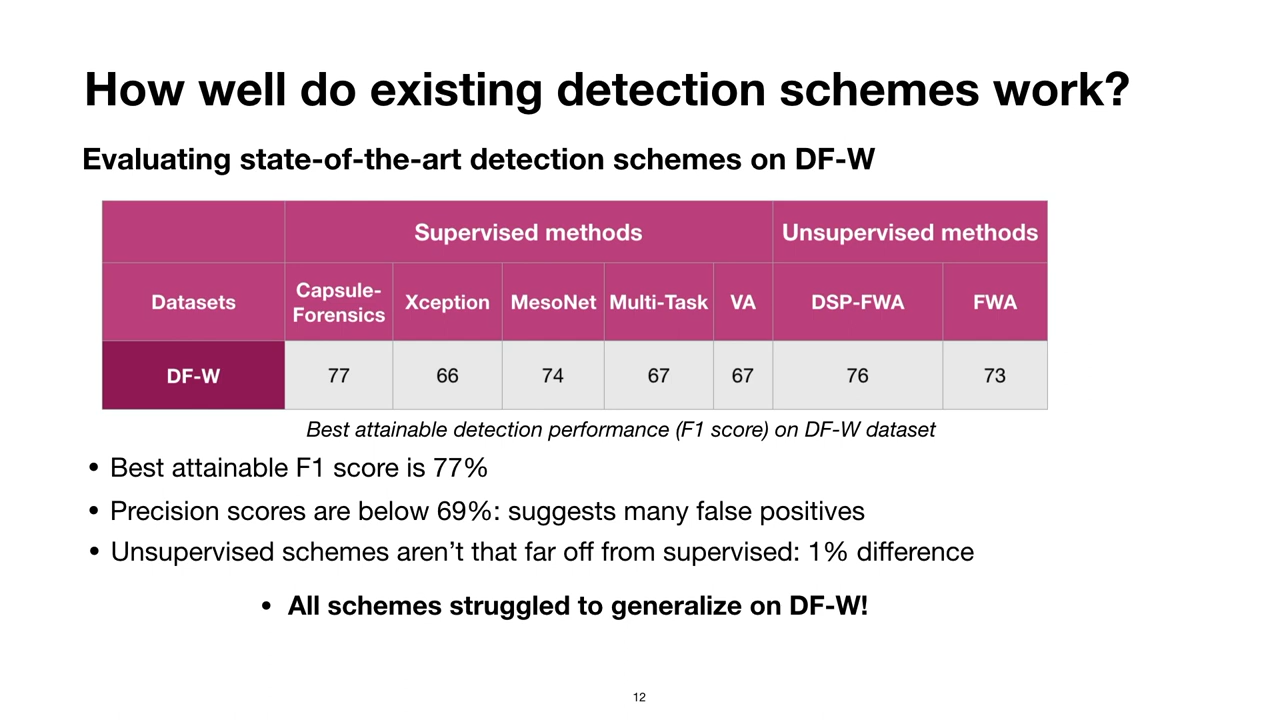 How well do existing detection schemes work?
Evaluating state-of-the-art detection schemes on DF-W
Supervised methods Unsupervised methods
Datasets Capsule-Forensics Xception MesoNet Multi-Task VA DSP-FWA FWA
DF-W 77 66 74 67 67 76 73
Best attainable detection performance (F1 score) on DF-W dataset
• Best attainable F1 score is 77%
• Precision scores are below 69%: suggests many false positives
• Unsupervised schemes aren’t that far off from supervised: 1% difference
• All schemes struggled to generalize on DF-W!
12